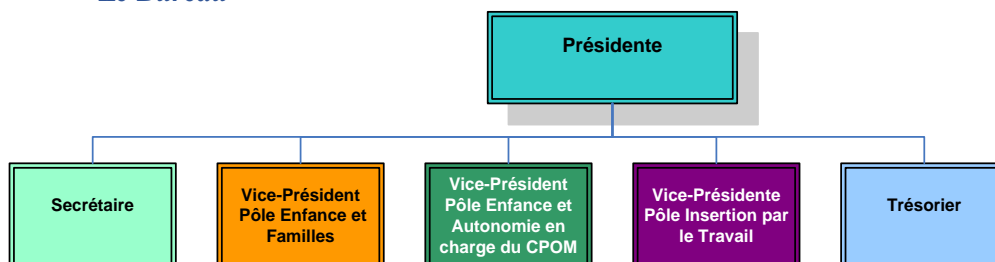 Présidente
Secrétaire
Vice-Président
Pôle Enfance et
Familles
Vice-Président
Pôle Enfance et
Autonomie en
charge du CPOM
Vice-Présidente
Pôle Insertion par
le Travail
Trésorier